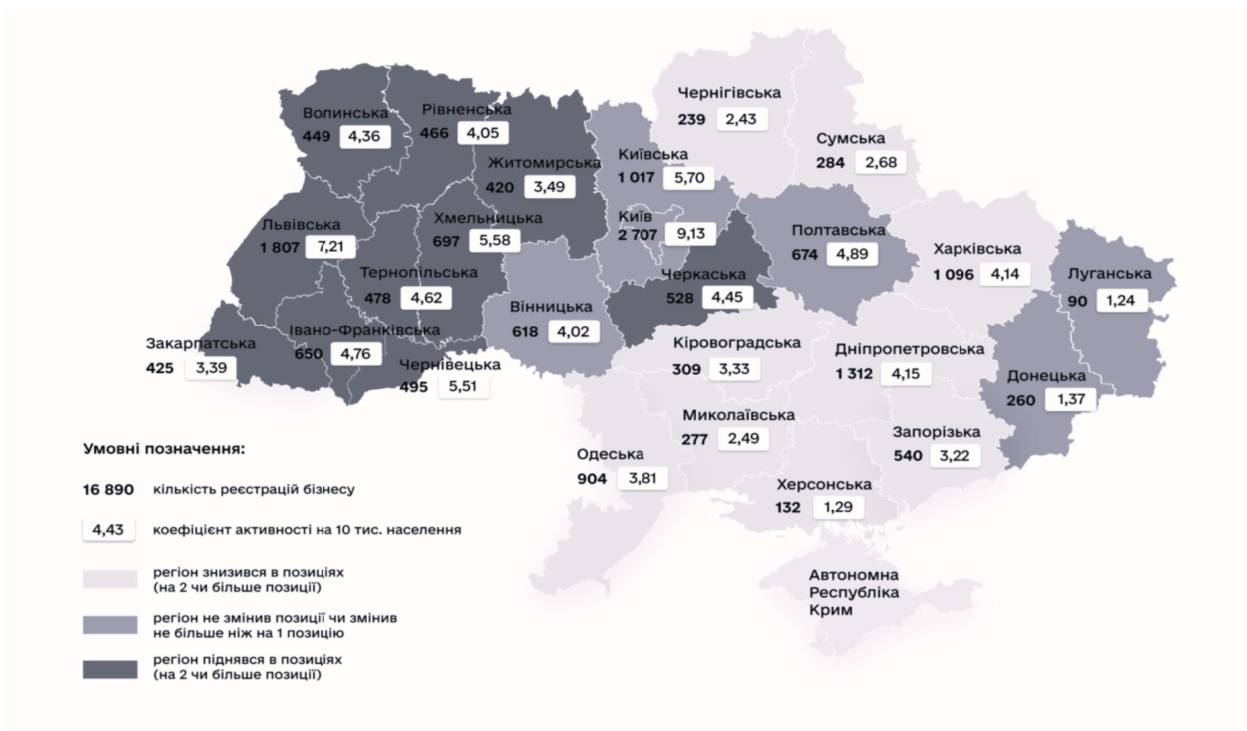 Чернігівська
239 2,43
Волинська
449 4,36
Рівненська
466 4,05
Сумська
284 2,68
Житомирська
420 3,49
Київська
1 017 5,70
Львівська
1 807 7,21
Хмельницька
697 5,58
Київ
2 707 9,13
Полтавська
674 4,89
Харківська
1 096 4,14
Тернопільська
478 4,62
Черкаська
528 4,45
Луганська
90 1,24
Вінницька
618 4,02
Івано-Франківська
650 4,76
Закарпатська
425 3,39
Чернівецька
495 5,51
Кіровоградська
309 3,33
Дніпропетровська
1 312 4,15
Донецька
260 1,37
Миколаївська
277 2,49
Запорізька
540 3,22
Одеська
904 3,81
Херсонська
132 1,29
Автономна
Республіка
Крим
Умовні позначення:
16 890 кількість реєстрацій бізнесу
4,43 коефіцієнт активності на 10 тис. населення
регіон знизився в позиціях
(на 2 чи більше позиції)
регіон не змінив позиції чи змінив
не більше ніж на 1 позицію
регіон піднявся в позиціях
(на 2 чи більше позиції)